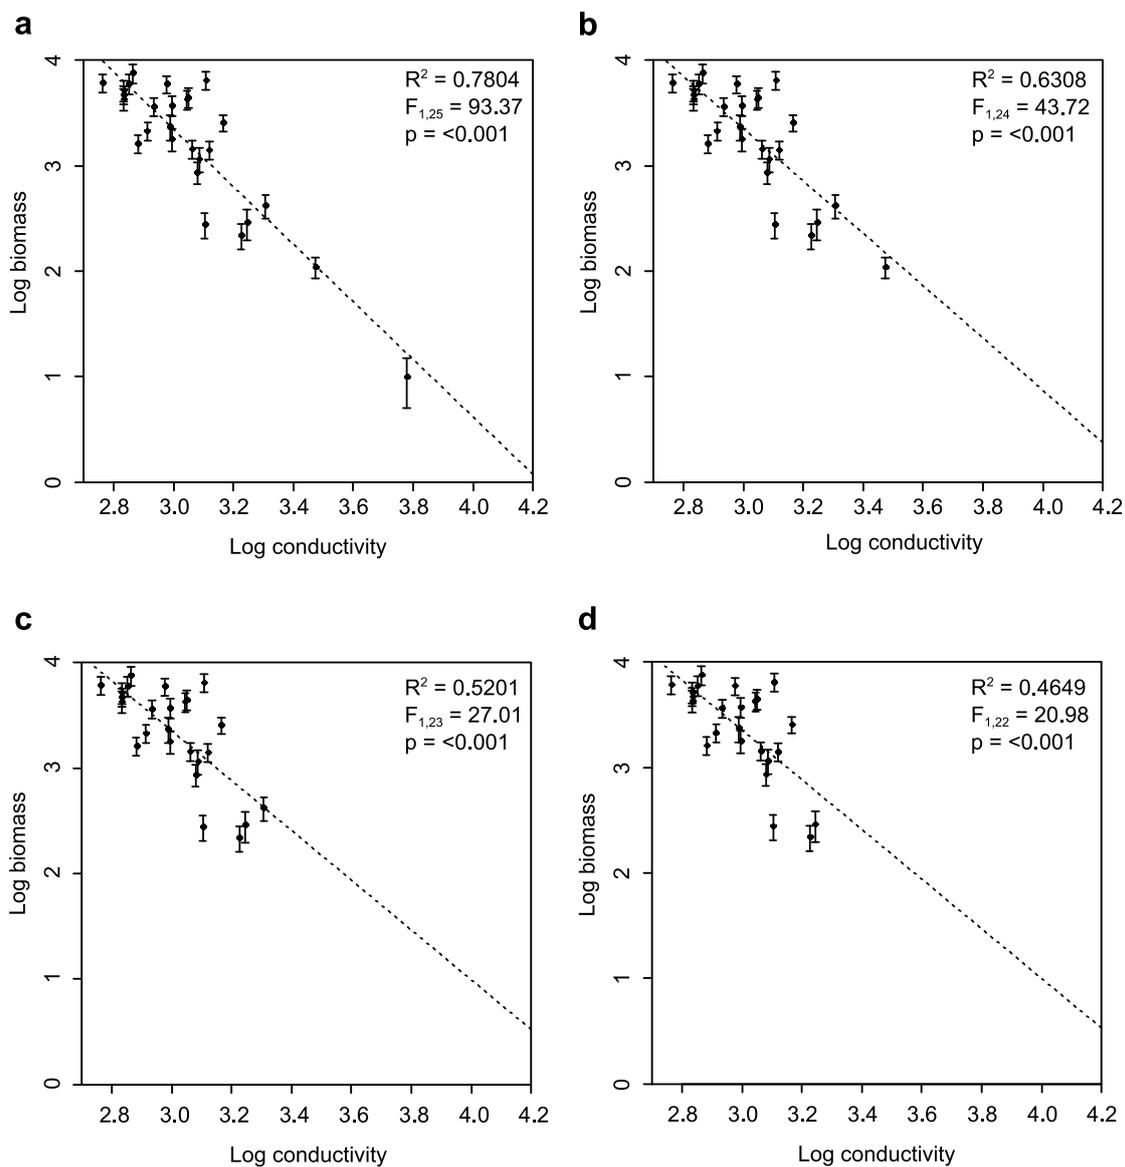 a
R² = 0.7804
F1,25 = 93.37
p = <0.001
Log biomass
4
3
2
1
0
2.8 3.0 3.2 3.4 3.6 3.8 4.0 4.2
Log conductivity
b
R² = 0.6308
F1,24 = 43.72
p = <0.001
Log biomass
4
3
2
1
0
2.8 3.0 3.2 3.4 3.6 3.8 4.0 4.2
Log conductivity
c
R² = 0.5201
F1,23 = 27.01
p = <0.001
Log biomass
4
3
2
1
0
2.8 3.0 3.2 3.4 3.6 3.8 4.0 4.2
Log conductivity
d
R² = 0.4649
F1,22 = 20.98
p = <0.001
Log biomass
4
3
2
1
0
2.8 3.0 3.2 3.4 3.6 3.8 4.0 4.2
Log conductivity